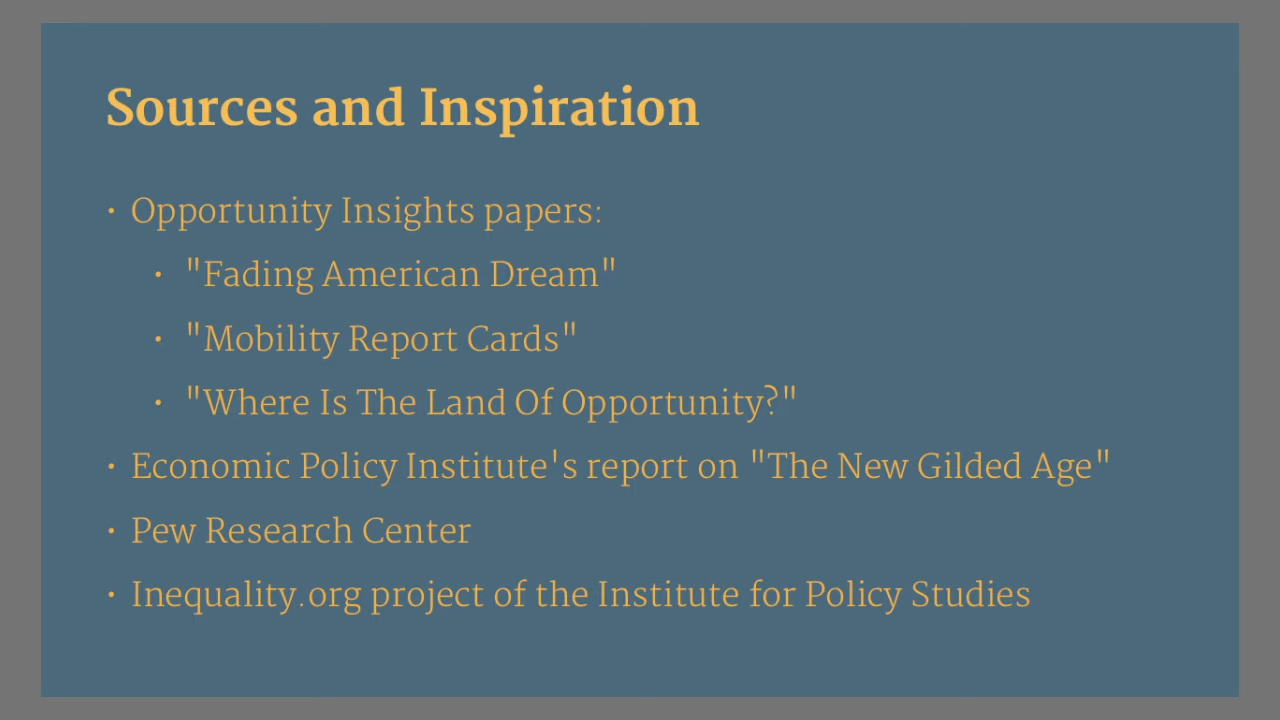 Sources and Inspiration
• Opportunity Insights papers:
• "Fading American Dream"
• "Mobility Report Cards"
• "Where Is The Land Of Opportunity?"
• Economic Policy Institute's report on "The New Gilded Age"
• Pew Research Center
• Inequality.org project of the Institute for Policy Studies